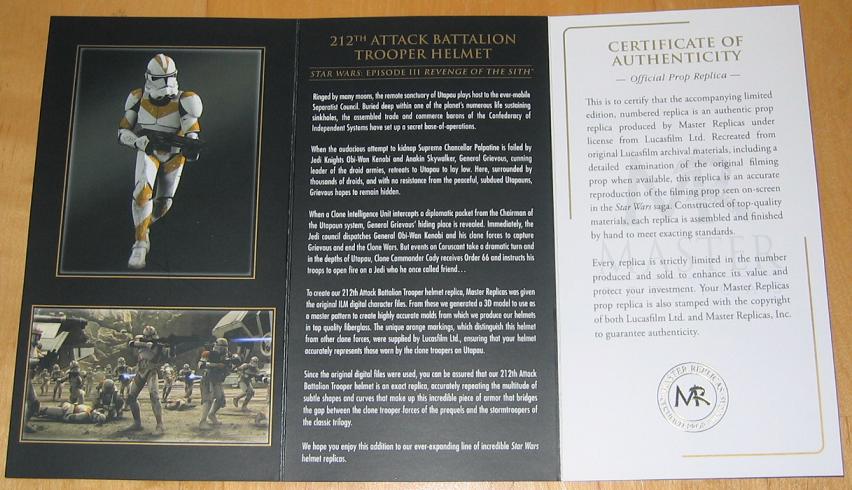 212TH ATTACK BATTALION
TROOPER HELMET
STAR WARS: EPISODE III REVENGE OF THE SITH™
Ringed by many moons, the remote sanctuary of Utapau plays host to the ever-mobile
Separatist Council. Buried deep within one of the planet's numerous life sustaining
sinkholes, the assembled trade and commerce barons of the Confederacy of
Independent Systems have set up a secret base-of-operations.
When the audacious attempt to kidnap Supreme Chancellor Palpatine is foiled by
Jedi Knights Obi-Wan Kenobi and Anakin Skywalker, General Grievous, cunning
leader of the droid armies, retreats to Utapau to lay low. Here, surrounded by
thousands of droids, and with no resistance from the peaceful, subdued Utapauns,
Grievous hopes to remain hidden.
When a Clone Intelligence Unit intercepts a diplomatic packet from the Chairman of
the Utapaun system, General Grievous' hiding place is revealed. Immediately, the
Jedi council dispatches General Obi-Wan Kenobi and his clone forces to capture
Grievous and end the Clone Wars. But events on Coruscant take a dramatic turn and
in the depths of Utapau, Clone Commander Cody receives Order 66 and instructs his
troops to open fire on a Jedi who he once called friend...
To create our 212th Attack Battalion Trooper helmet replica, Master Replicas was given
the original ILM digital character files. From these we generated a 3D model to use as
a master pattern to create highly accurate molds from which we produce our helmets
in top quality fiberglass. The unique orange markings, which distinguish this helmet
from other clone forces, were supplied by Lucasfilm Ltd., ensuring that your helmet
accurately represents those worn by the clone troopers on Utapau.
Since the original digital files were used, you can be assured that our 212th Attack
Battalion Trooper helmet is an exact replica, accurately repeating the multitude of
subtle shapes and curves that make up this incredible piece of armor that bridges
the gap between the clone trooper forces of the prequels and the stormtroopers of
the classic trilogy.
We hope you enjoy this addition to our ever-expanding line of incredible Star Wars
helmet replicas.
CERTIFICATE OF
AUTHENTICITY
— Official Prop Replica —
This is to certify that the accompanying limited
edition, numbered replica is an authentic prop
replica produced by Master Replicas under
license from Lucasfilm Ltd. Recreated from
original Lucasfilm archival materials, including a
detailed examination of the original filming
prop when available, this replica is an accurate
reproduction of the filming prop seen on-screen
in the Star Wars saga. Constructed of top-quality
materials, each replica is assembled and finished
by hand to meet exacting standards.
Every replica is strictly limited in the number
produced and sold to enhance its value and
protect your investment. Your Master Replicas
prop replica is also stamped with the copyright
of both Lucasfilm Ltd. and Master Replicas, Inc.
to guarantee authenticity.
MASTER REPLICAS
MR
MASTER